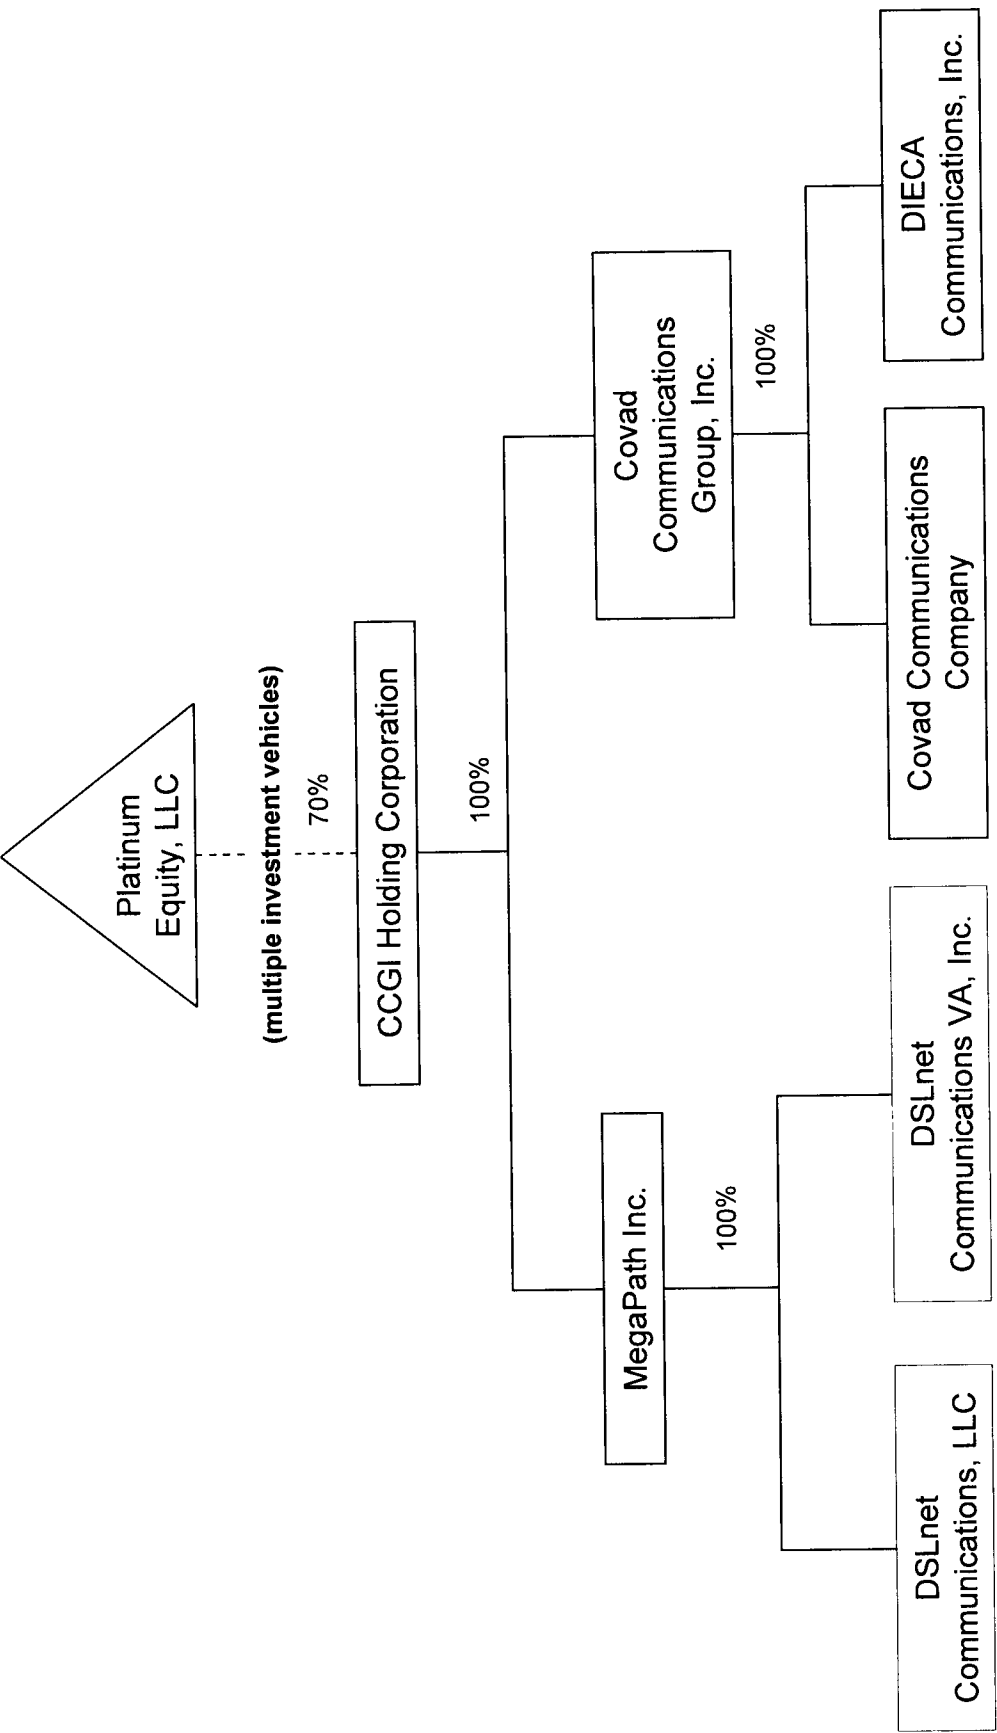 Platinum
Equity, LLC
(multiple investment vehicles)
70%
CCGI Holding Corporation
100%
MegaPath Inc.
100%
Covad
Communications
Group, Inc.
100%
DSLnet
Communications, LLC
DSLnet
Communications VA, Inc.
Covad Communications
Company
DIECA
Communications, Inc.